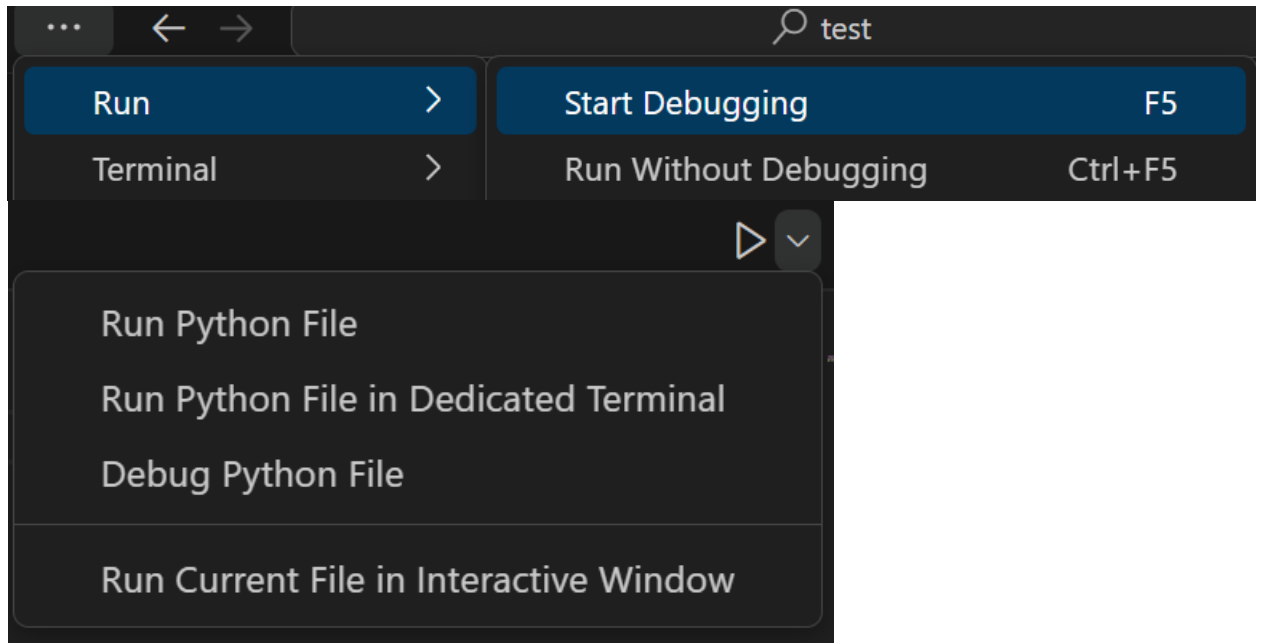 test
Run Start Debugging F5
Terminal Run Without Debugging Ctrl+F5
Run Python File
Run Python File in Dedicated Terminal
Debug Python File
Run Current File in Interactive Window